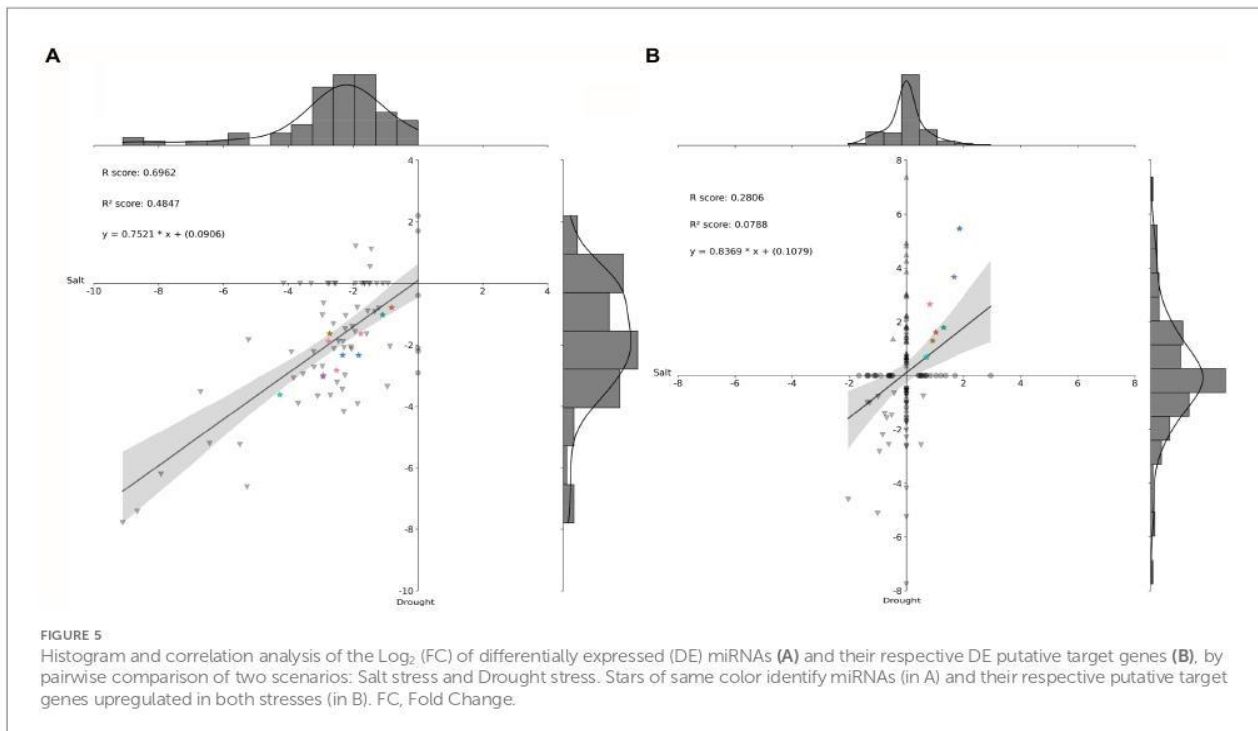 A
B
R score: 0.6962
R² score: 0.4847
y = 0.7521 * x + (0.0906)
4
2
Salt
-10
-8
-6
-4
-2
2
4
-2
-4
-6
-8
-10
Drought
R score: 0.2806
R² score: 0.0788
y = 0.8369 * x + (0.1079)
8
6
4
2
Salt
-8
-6
-4
-2
2
4
6
8
-2
-4
-6
-8
Drought
FIGURE 5
Histogram and correlation analysis of the Log₂ (FC) of differentially expressed (DE) miRNAs (A) and their respective DE putative target genes (B), by
pairwise comparison of two scenarios: Salt stress and Drought stress. Stars of same color identify miRNAs (in A) and their respective putative target
genes upregulated in both stresses (in B). FC, Fold Change.